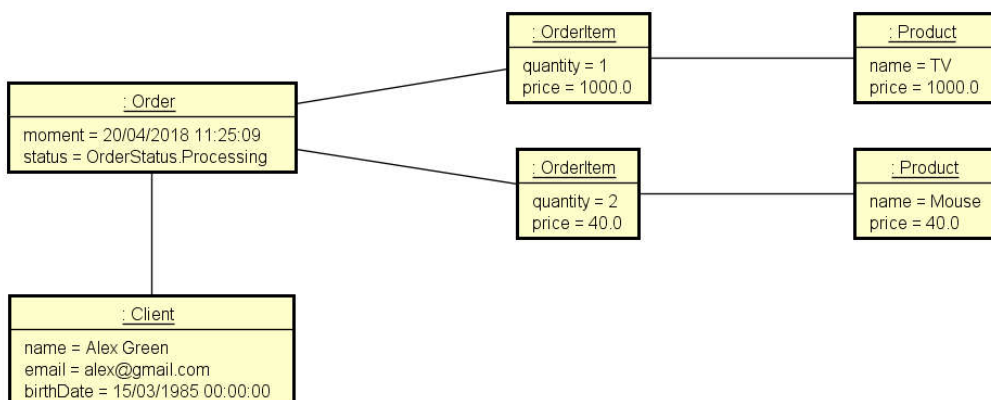 : Order
moment = 20/04/2018 11:25:09
status = OrderStatus.Processing
: OrderItem
quantity = 1
price = 1000.0
: Product
name = TV
price = 1000.0
: OrderItem
quantity = 2
price = 40.0
: Product
name = Mouse
price = 40.0
: Client
name = Alex Green
email = alex@gmail.com
birthDate = 15/03/1985 00:00:00